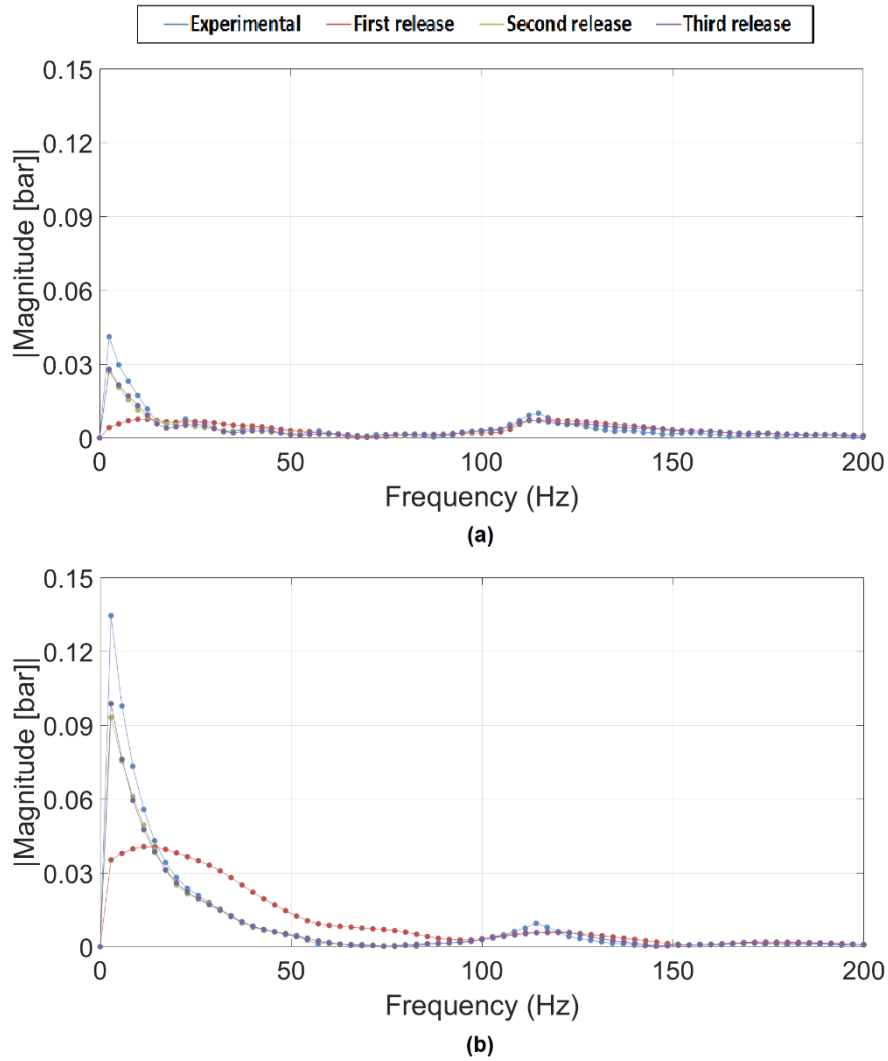 Experimental First release Second release Third release
0.15
0.12
0.09
0.06
0.03
0
|Magnitude [bar]|
0 50 100 150 200
Frequency (Hz)
(a)
0.15
0.12
0.09
0.06
0.03
0
|Magnitude [bar]|
0 50 100 150 200
Frequency (Hz)
(b)